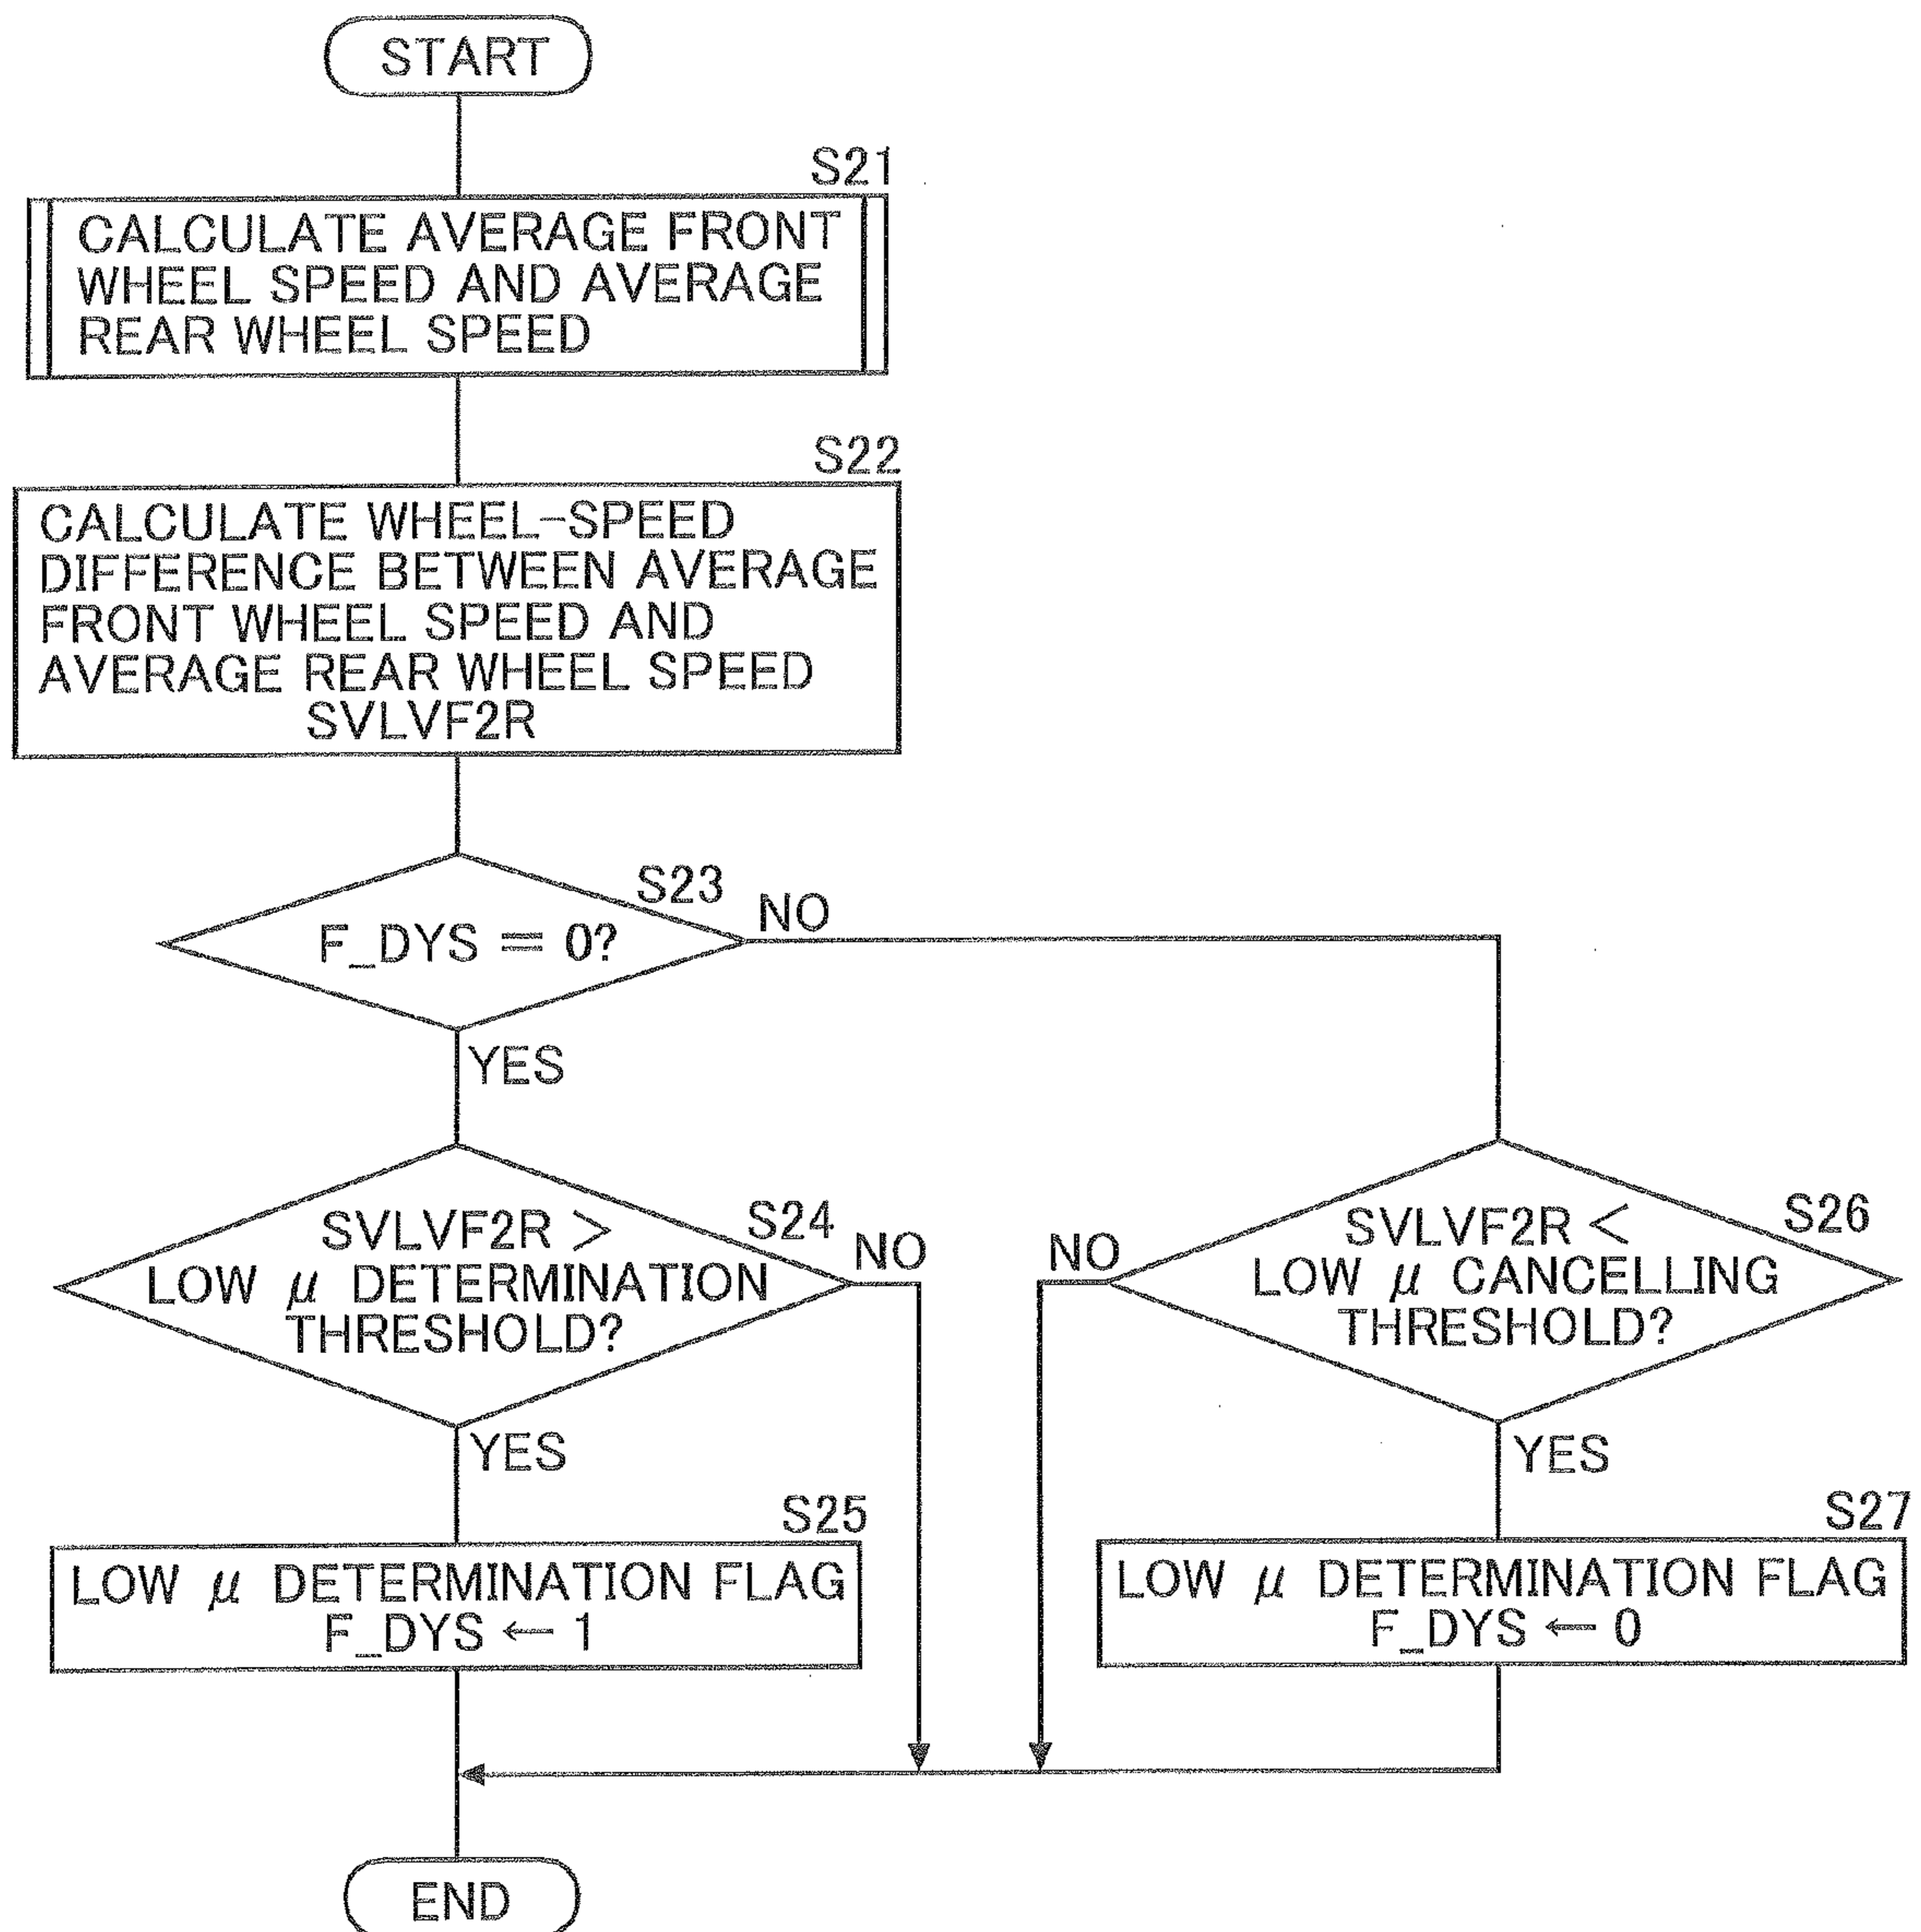 START
S21
CALCULATE AVERAGE FRONT
WHEEL SPEED AND AVERAGE
REAR WHEEL SPEED
S22
CALCULATE WHEEL-SPEED
DIFFERENCE BETWEEN AVERAGE
FRONT WHEEL SPEED AND
AVERAGE REAR WHEEL SPEED
SVLVF2R
S23
NO
F_DYS = 0?
YES
S24
SVLVF2R >
LOW μ DETERMINATION
THRESHOLD?
NO
YES
S25
LOW μ DETERMINATION FLAG
F_DYS ← 1
S26
NO
SVLVF2R <
LOW μ CANCELLING
THRESHOLD?
YES
S27
LOW μ DETERMINATION FLAG
F_DYS ← 0
END